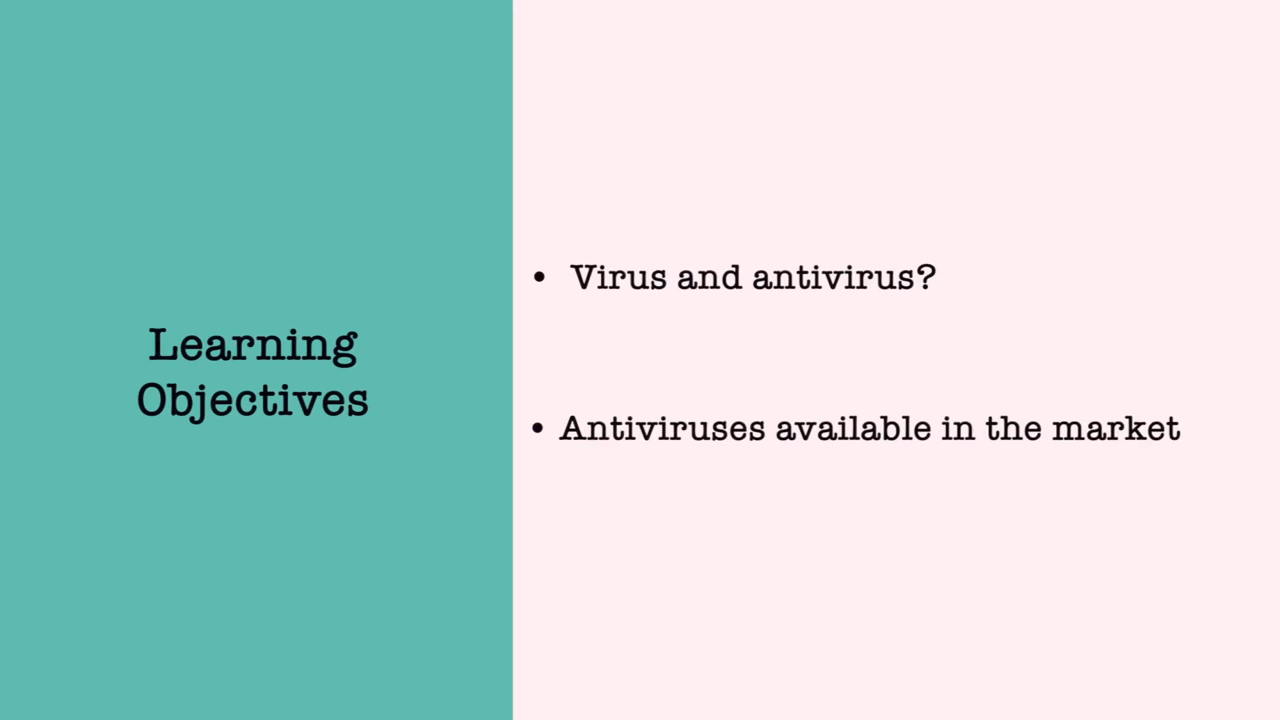 Learning
Objectives
• Virus and antivirus?
• Antiviruses available in the market